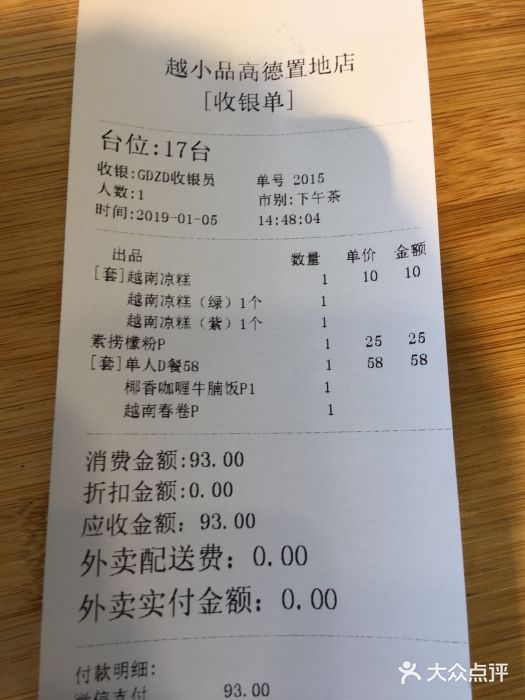 越小品高德置地店
[收银单]
台位:17台
收银:GDZD收银员 单号 2015
人数:1 市别:下午茶
时间:2019-01-05 14:48:04
出品 数量 单价 金额
[套]越南凉糕 1 10 10
越南凉糕（绿）1个 1
越南凉糕（紫）1个 1
素捞檬粉P 1 25 25
[套]单人D餐58 1 58 58
椰香咖喱牛腩饭P1 1
越南春卷P 1
消费金额:93.00
折扣金额:0.00
应收金额: 93.00
外卖配送费: 0.00
外卖实付金额: 0.00
付款明细:
微信支付 93.00
大众点评